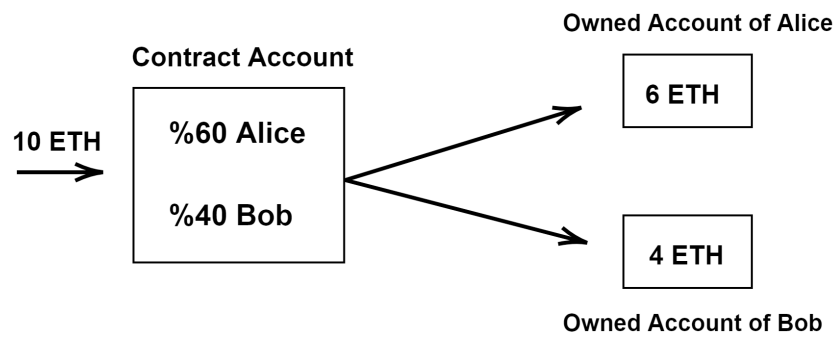 Owned Account of Alice
Contract Account
6 ETH
%60 Alice
10 ETH
%40 Bob
4 ETH
Owned Account of Bob